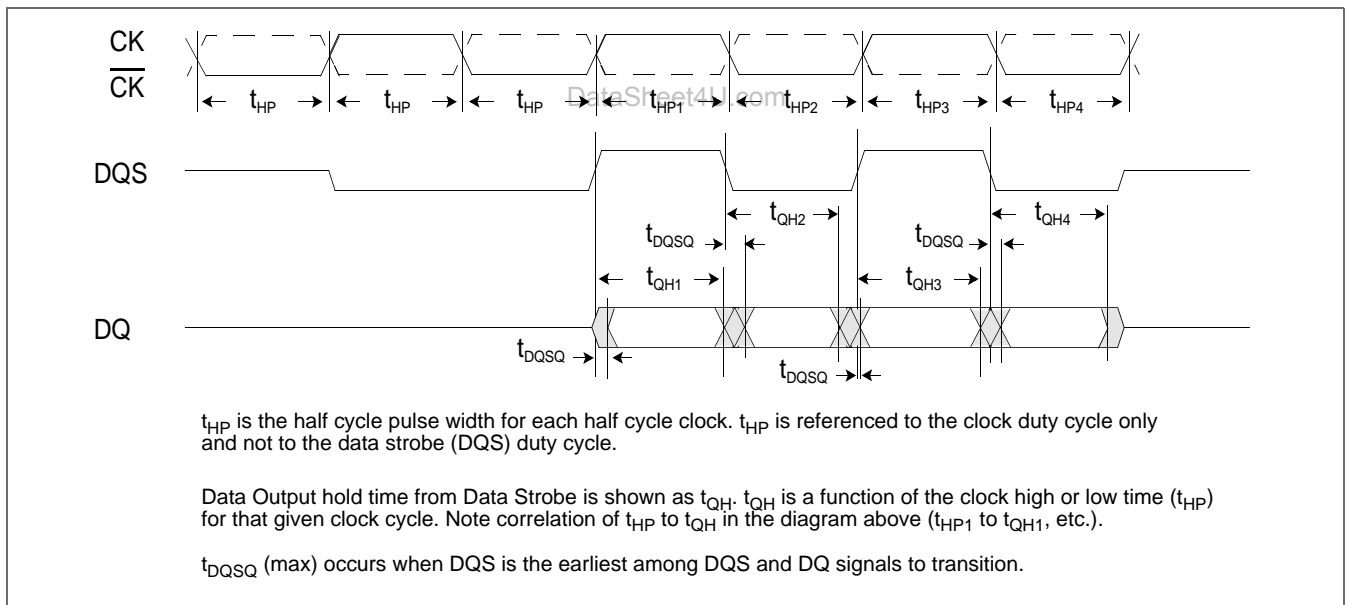 CK
CK
tHP tHP tHP tHP1 tHP2 tHP3 tHP4
DataSheet4U.com
DQS
tQH2 tQH4
tDQSQ tDQSQ
tQH1 tQH3
DQ
tDQSQ tDQSQ
tHP is the half cycle pulse width for each half cycle clock. tHP is referenced to the clock duty cycle only
and not to the data strobe (DQS) duty cycle.
Data Output hold time from Data Strobe is shown as tQH. tQH is a function of the clock high or low time (tHP)
for that given clock cycle. Note correlation of tHP to tQH in the diagram above (tHP1 to tQH1, etc.).
tDQSQ (max) occurs when DQS is the earliest among DQS and DQ signals to transition.